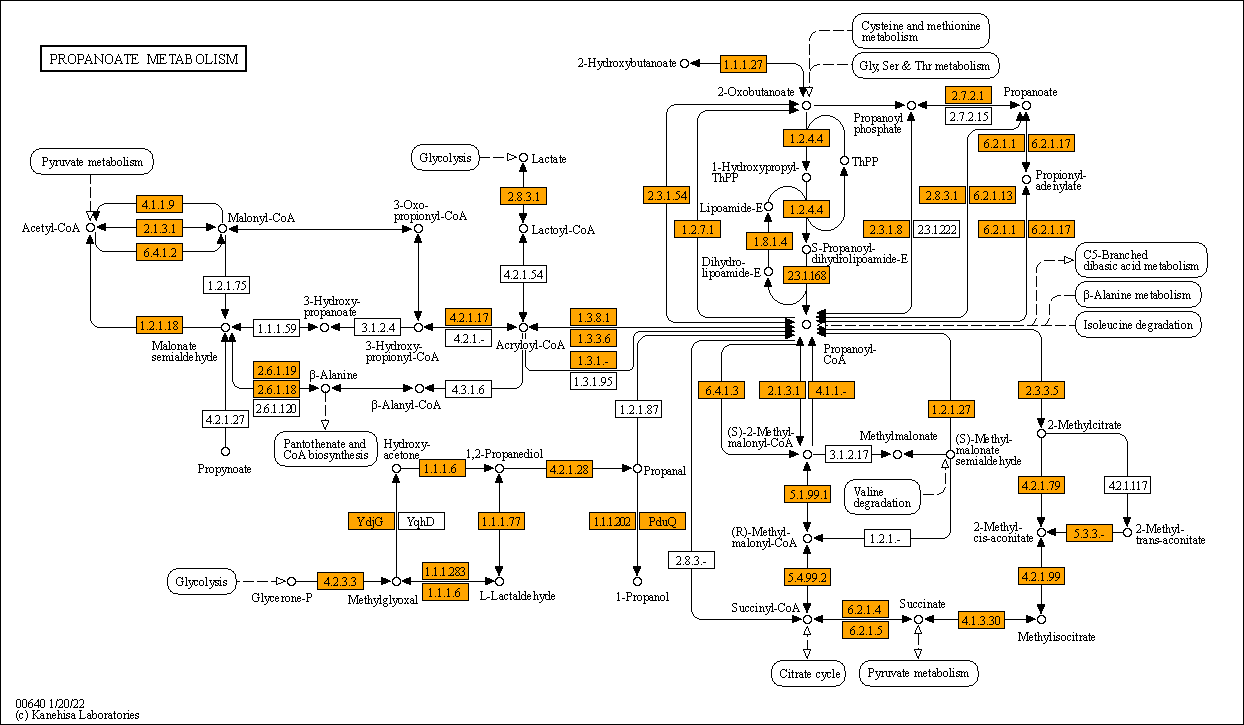 PROPANOATE METABOLISM
Cysteine and methionine
metabolism
Gly, Ser & Thr metabolism
2-Hydroxybutanoate
1.1.1.27
2-Oxobutanoate
2.7.2.1
2.7.2.15
Propanoate
Propanoyl
phosphate
1.2.4.4
ThPP
6.2.1.1
6.2.1.17
1-Hydroxypropyl-
ThPP
Propionyl-
adenylate
2.3.1.54
Lipoamide-E
1.2.4.4
2.8.3.1
6.2.1.13
1.2.7.1
1.8.1.4
2.3.1.8
2.3.1.222
6.2.1.1
6.2.1.17
S-Propanoyl-
dihydrolipoamide-E
Dihydro-
lipoamide-E
2.3.1.168
C5-Branched
dibasic acid metabolism
β-Alanine metabolism
Isoleucine degradation
Propanoyl-
CoA
Pyruvate metabolism
Glycolysis
Lactate
4.1.1.9
2.8.3.1
Malonyl-CoA
3-Oxo-
propionyl-CoA
Acetyl-CoA
2.1.3.1
Lactoyl-CoA
6.4.1.2
1.2.1.75
4.2.1.54
3-Hydroxy-
propanoate
1.2.1.18
1.1.1.59
3.1.2.4
4.2.1.17
4.2.1.-
1.3.8.1
1.3.3.6
1.3.1.-
1.3.1.95
Malonate
semialdehyde
3-Hydroxy-
propionyl-CoA
Acryloyl-CoA
2.6.1.19
2.6.1.18
2.6.1.120
β-Alanine
β-Alanyl-CoA
4.3.1.6
4.2.1.27
1.2.1.87
Propynoate
Pantothenate and
CoA biosynthesis
6.4.1.3
2.1.3.1
4.1.1.-
1.2.1.27
2.3.3.5
Hydroxy-
acetone
1.1.1.6
1,2-Propanediol
4.2.1.28
Propanal
(S)-2-Methyl-
malonyl-CoA
3.1.2.17
Methylmalonate
(S)-Methyl-
malonate
semialdehyde
2-Methylcitrate
Valine
degradation
5.1.99.1
4.2.1.79
4.2.1.117
YdjG
YqhD
1.1.1.77
1.1.1.202
PduQ
(R)-Methyl-
malonyl-CoA
1.2.1.-
2-Methyl-
cis-aconitate
5.3.3.-
2-Methyl-
trans-aconitate
2.8.3.-
5.4.99.2
4.2.1.99
Glycolysis
Glycerone-P
4.2.3.3
Methylglyoxal
1.1.1.283
1.1.1.6
L-Lactaldehyde
1-Propanol
Succinyl-CoA
6.2.1.4
6.2.1.5
Succinate
4.1.3.30
Methylisocitrate
Citrate cycle
Pyruvate metabolism
00640 1/20/22
(c) Kanehisa Laboratories